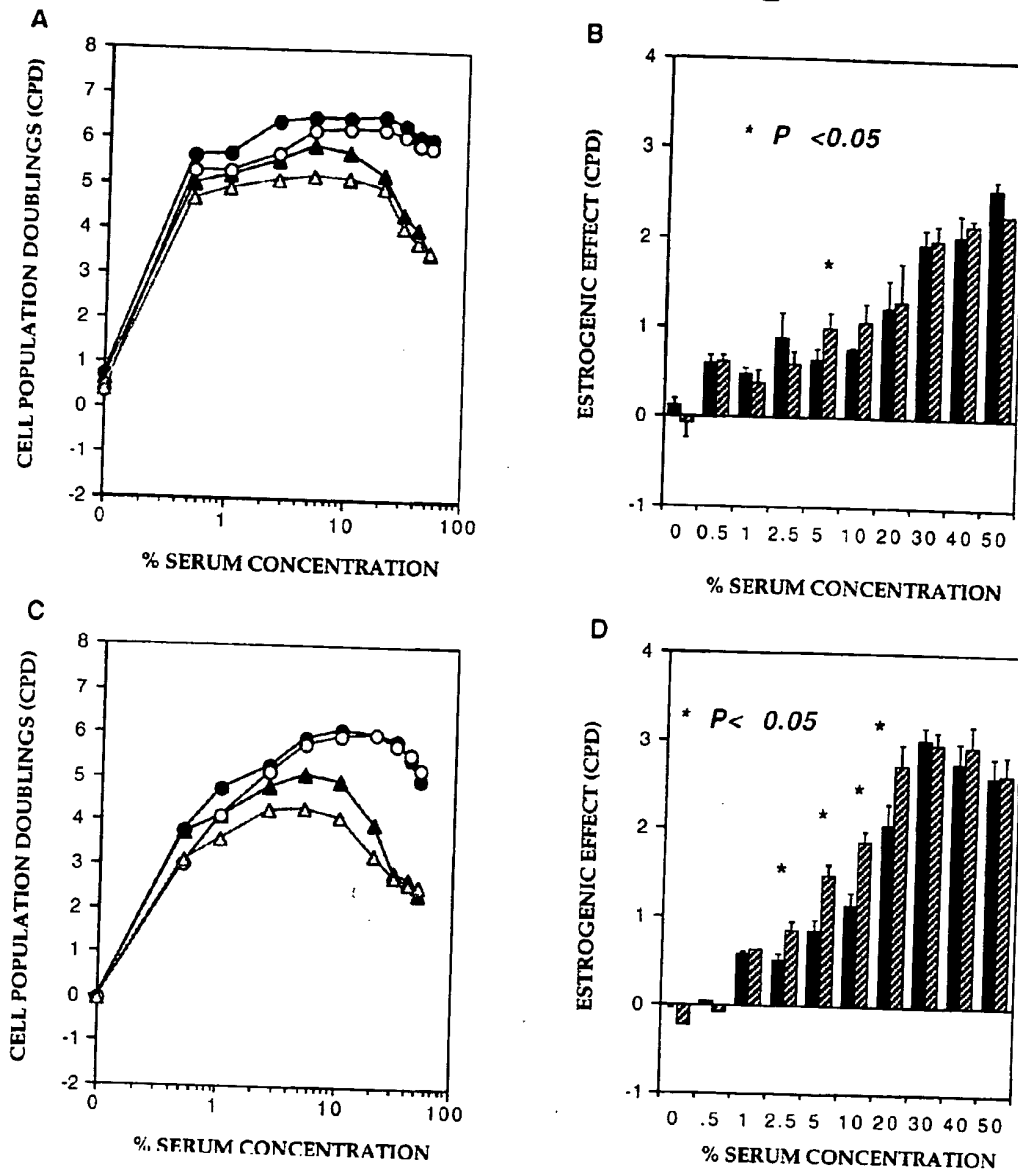 A
CELL POPULATION DOUBLINGS (CPD)
8
7
6
5
4
3
2
1
0
-1
-2
0 1 10 100
% SERUM CONCENTRATION
B
ESTROGENIC EFFECT (CPD)
4
3
2
1
0
-1
* P <0.05
*
0 0.5 1 2.5 5 10 20 30 40 50
% SERUM CONCENTRATION
C
CELL POPULATION DOUBLINGS (CPD)
8
7
6
5
4
3
2
1
0
-1
-2
0 1 10 100
% SERUM CONCENTRATION
D
ESTROGENIC EFFECT (CPD)
4
3
2
1
0
-1
* P< 0.05
*
*
*
*
0 .5 1 2.5 5 10 20 30 40 50
% SERUM CONCENTRATION